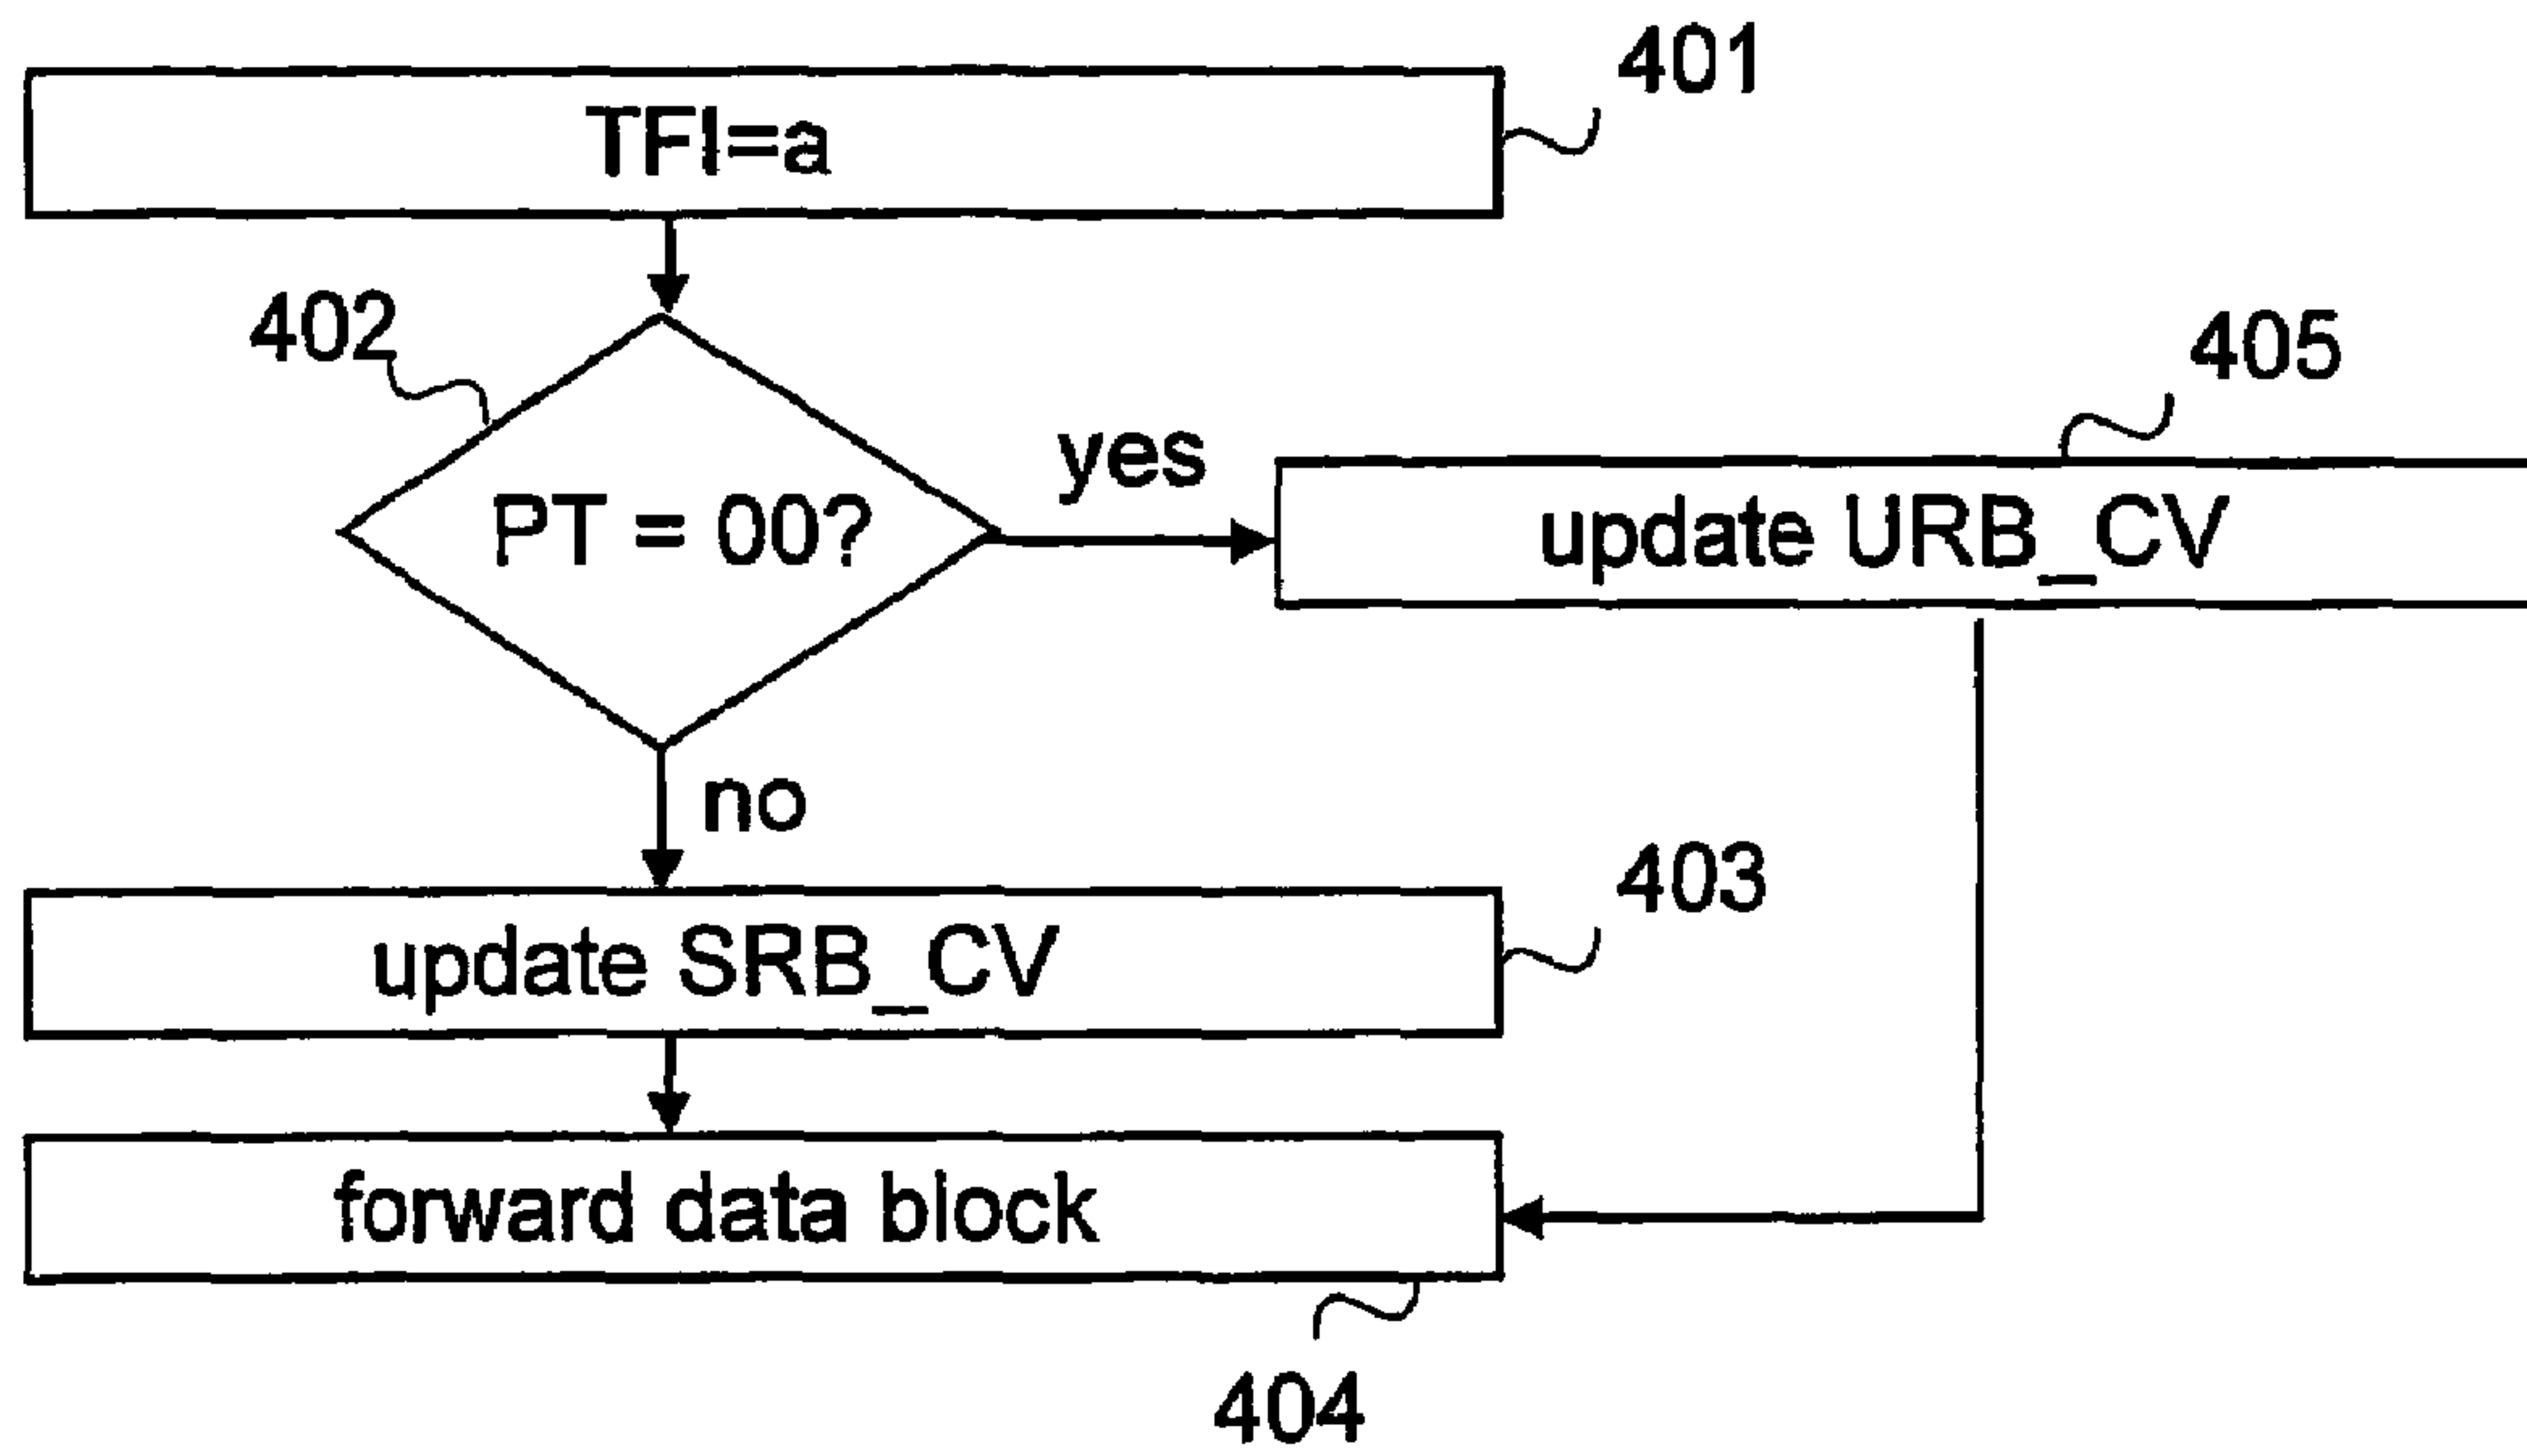 401
TFI=a
402
405
yes
PT = 00?
update URB_CV
no
403
update SRB_CV
forward data block
404